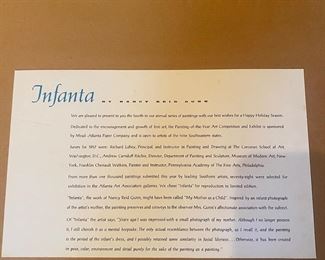 Infanta BY NANCY REID GUNN
We are pleased to present to you the fourth in our annual series of paintings with our best wishes for a Happy Holiday Season.
Dedicated to the encouragement and growth of fine art, the Painting of the Year Art Competition and Exhibit is sponsored
by Mead Atlanta Paper Company and is open to artists of the nine Southeastern states.
Jurors for were: Richard Lahey, Principal, Instructor in Painting and Drawing at The Corcoran School of Art,
Washington, D.C., Andrew Carnduff Ritchie, Director, Department of Painting and Sculpture, Museum of Modern Art, New
York, Franklin Chenault Watkins, Painter and Instructor, Pennsylvania Academy of Fine Arts, Philadelphia.
From more than one thousand paintings submitted this year by leading Southern artists, seventy-eight were selected for
exhibition in the Atlanta Art Association galleries. We chose "Infanta" for reproduction in limited edition.
"Infanta", the work of Nancy Reid Gunn, might have been called "My Mother as a Child". Inspired by an infant photograph
of the artist's mother, the painting preserves and conveys to the observer Mrs. Gunn's affectionate association with the subject.
Of "Infanta" the artist says, "Years ago I was impressed with a small photograph of my mother. Although I no longer possess
it, I still cherish it as a mental keepsake. The only actual resemblance between the photograph, as I recall it, and the painting
is the period of the infant's dress, and I possibly retained some similarity in facial likeness. . . Otherwise, it has been created
in pose, color, environment and detail purely for the sake of the painting as a painting."